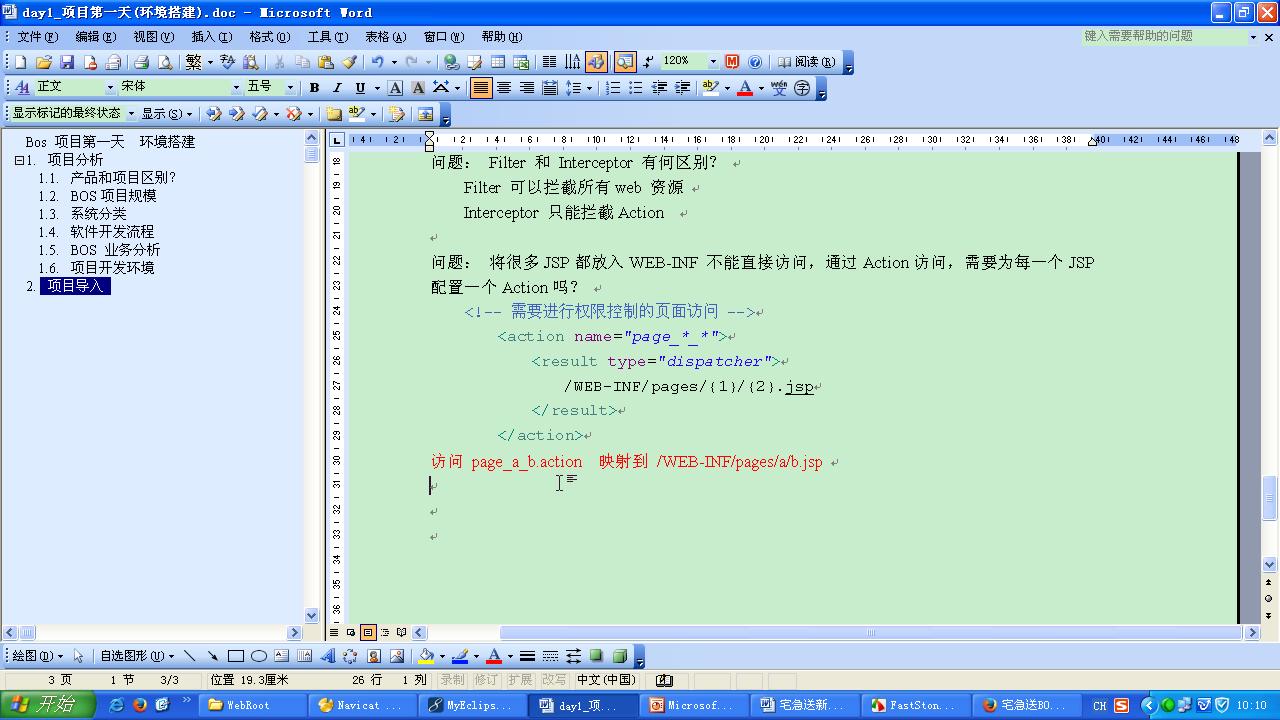 day1_项目第一天(环境搭建).doc - Microsoft Word
文件(F) 编辑(E) 视图(V) 插入(I) 格式(O) 工具(T) 表格(A) 窗口(W) 帮助(H) 键入需要帮助的问题
繁 120% 阅读(R)
正文 宋体 五号 B I U A A A wén 字
显示标记的最终状态 显示(S)
Bos 项目第一天 环境搭建
1. 项目分析
1.1. 产品和项目区别？
1.2. BOS 项目规模
1.3. 系统分类
1.4. 软件开发流程
1.5. BOS 业务分析
1.6. 项目开发环境
2. 项目导入
问题： Filter 和 Interceptor 有何区别？
Filter 可以拦截所有 web 资源
Interceptor 只能拦截 Action
问题： 将很多 JSP 都放入 WEB-INF 不能直接访问，通过 Action 访问，需要为每一个 JSP
配置一个 Action 吗？
<!-- 需要进行权限控制的页面访问 -->
<action name="page_*_*">
<result type="dispatcher">
/WEB-INF/pages/{1}/{2}.jsp
</result>
</action>
访问 page_a_b.action 映射到 /WEB-INF/pages/a/b.jsp
绘图(D) 自选图形(U)
3 页 1 节 3/3 位置 19.3厘米 26 行 1 列 录制 修订 扩展 改写 中文(中国)
开始 WebRoot Navicat ... MyEclips... day1_项... Microsof... 宅急送新... FastSton... 宅急送BO... CH 10:10